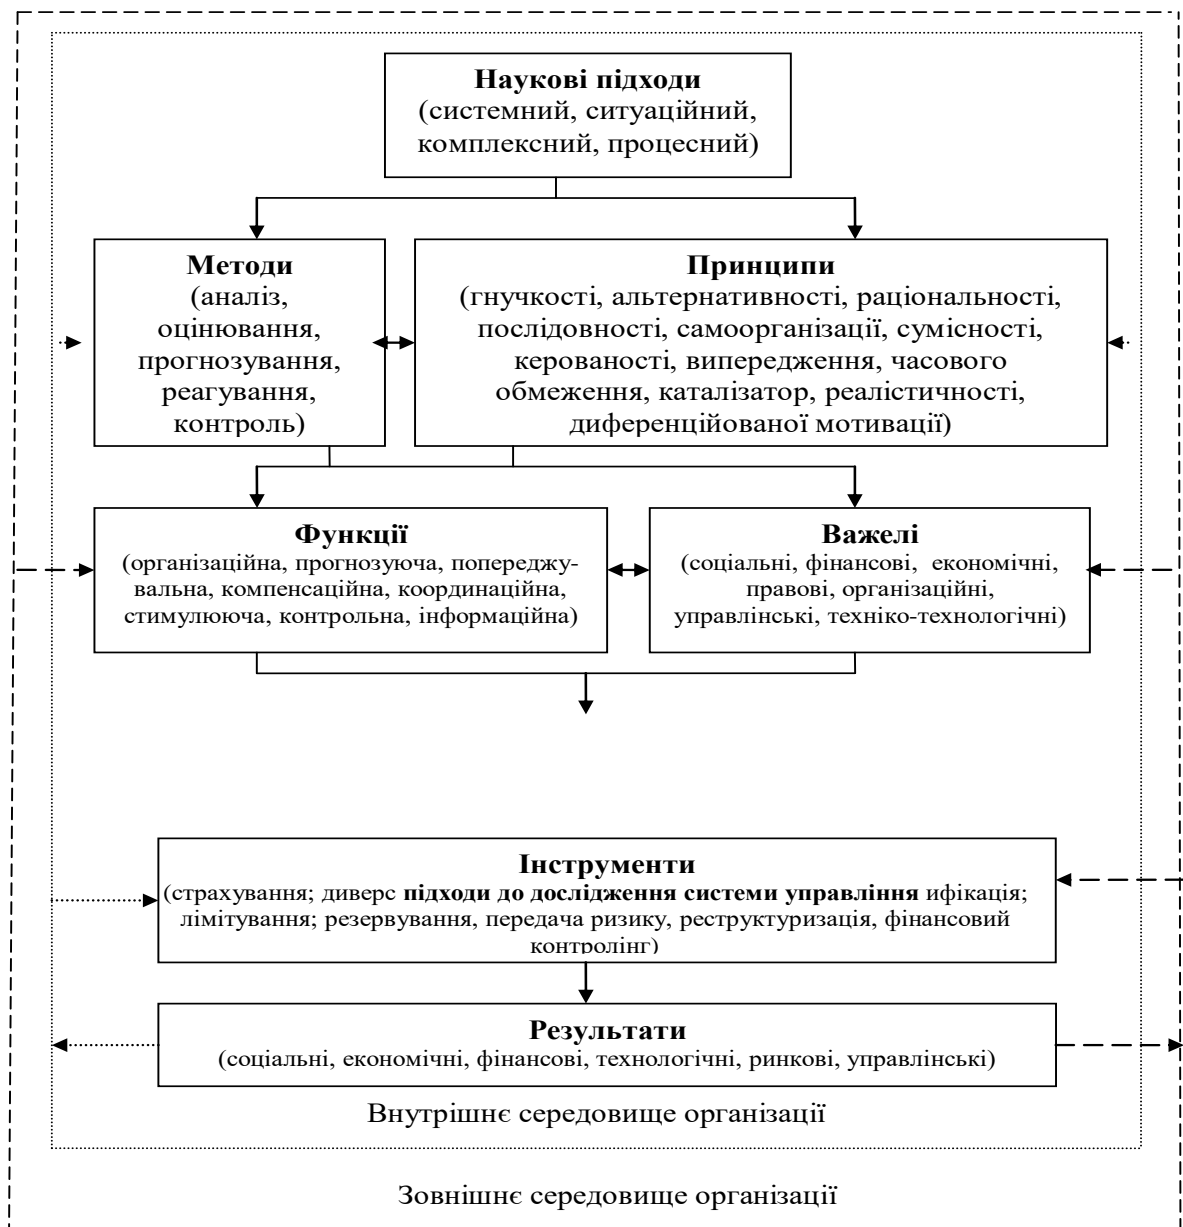 Наукові підходи
(системний, ситуаційний,
комплексний, процесний)
Методи
(аналіз,
оцінювання,
прогнозування,
реагування,
контроль)
Принципи
(гнучкості, альтернативності, раціональності,
послідовності, самоорганізації, сумісності,
керованості, випередження, часового
обмеження, каталізатор, реалістичності,
диференційованої мотивації)
Функції
(організаційна, прогнозуюча, попереджу-
вальна, компенсаційна, координаційна,
стимулююча, контрольна, інформаційна)
Важелі
(соціальні, фінансові, економічні,
правові, організаційні,
управлінські, техніко-технологічні)
Інструменти
(страхування; диверс підходи до дослідження системи управління ифікація;
лімітування; резервування, передача ризику, реструктуризація, фінансовий
контролінг)
Результати
(соціальні, економічні, фінансові, технологічні, ринкові, управлінські)
Внутрішнє середовище організації
Зовнішнє середовище організації